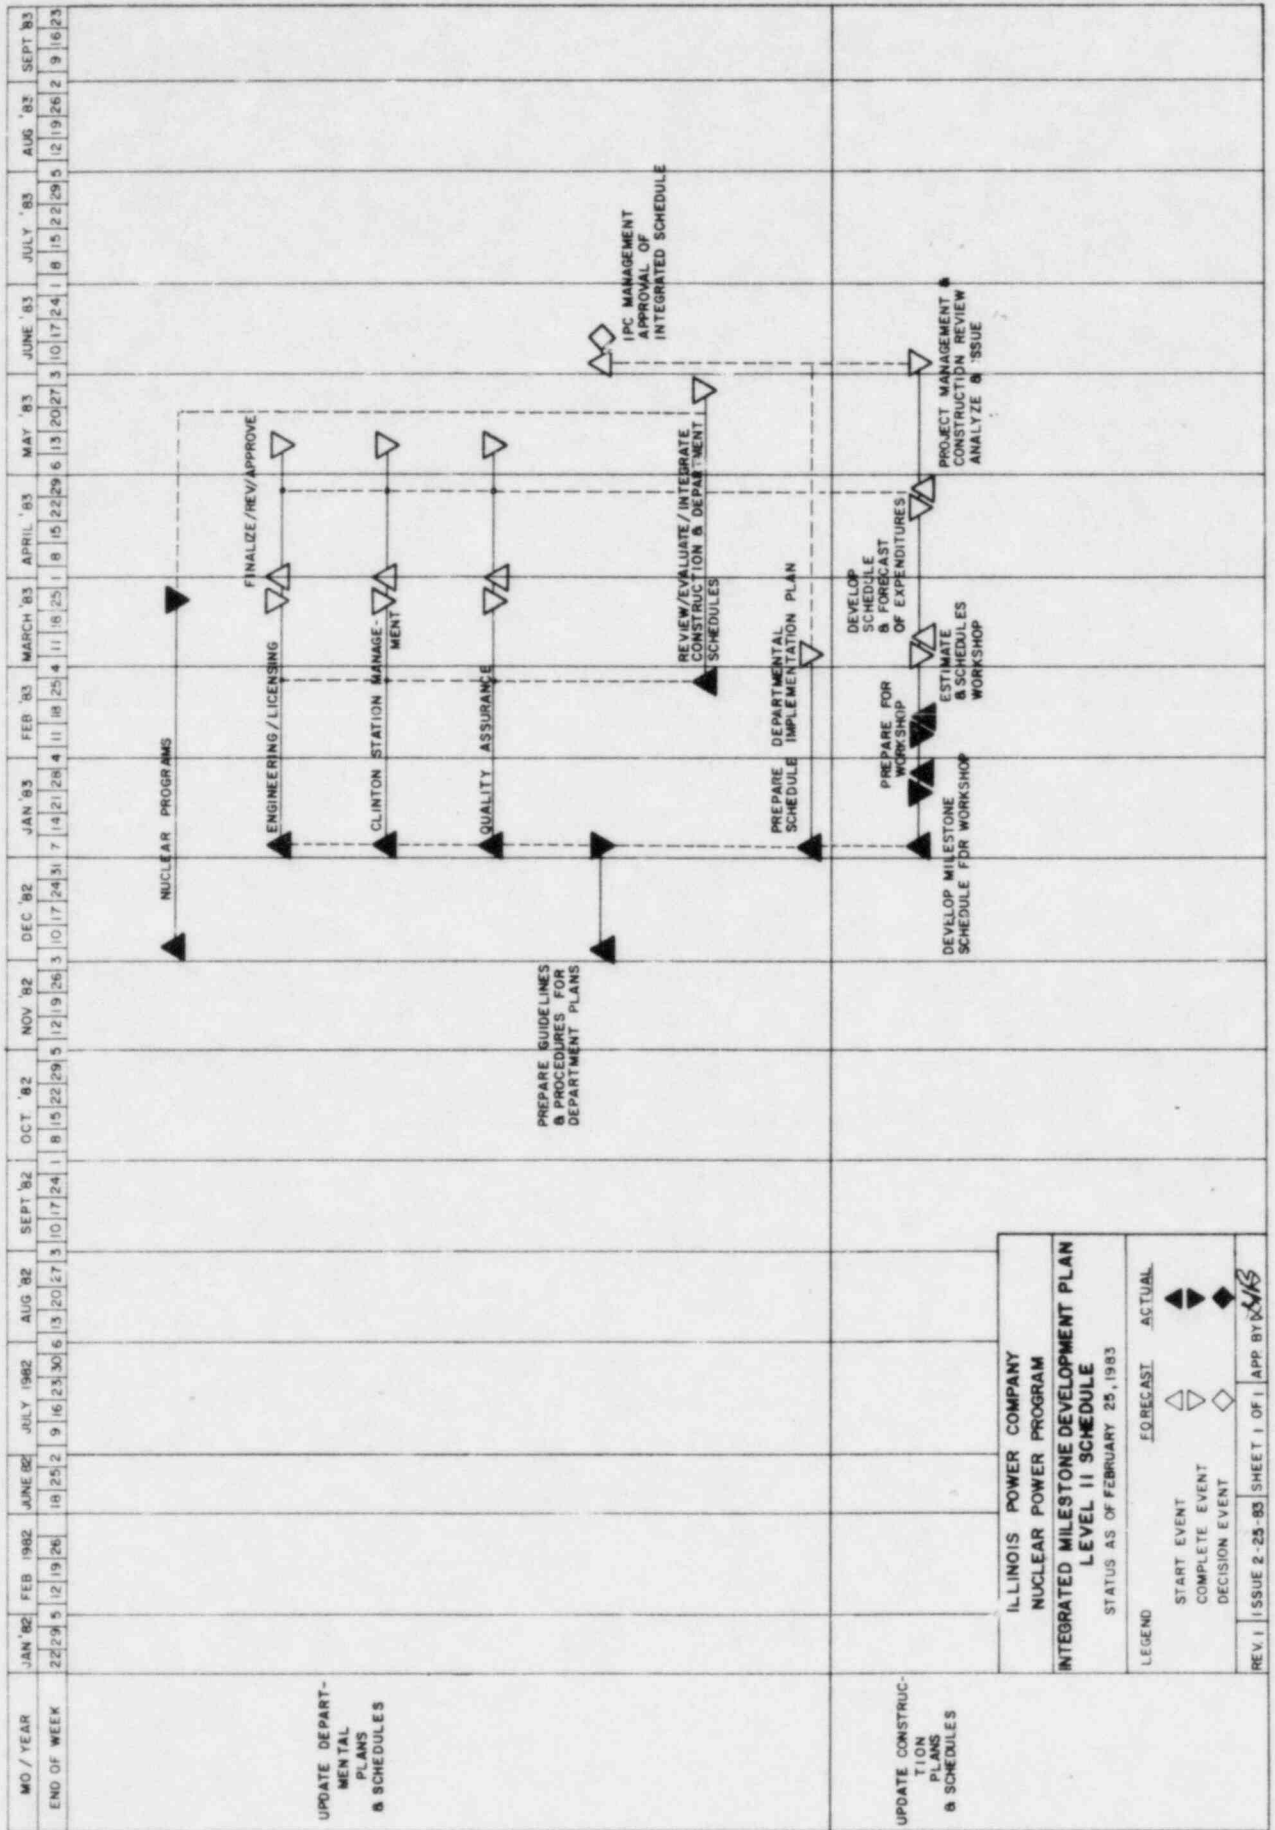 MO / YEAR JAN '82 FEB 1982 JUNE 82 JULY 1982 AUG '82 SEPT '82 OCT '82 NOV '82 DEC '82 JAN '83 FEB '83 MARCH '83 APRIL '83 MAY '83 JUNE '83 JULY '83 AUG '83 SEPT '83
END OF WEEK 22 29 5 12 19 26 18 25 2 9 16 23 30 6 13 20 27 3 10 17 24 1 8 15 22 29 5 12 19 26 3 10 17 24 31 7 14 21 28 4 11 18 25 4 11 18 25 1 8 15 22 29 6 13 20 27 3 10 17 24 1 8 15 22 29 5 12 19 26 2 9 16 23
UPDATE DEPART-
MENTAL
PLANS
& SCHEDULES
NUCLEAR PROGRAMS
ENGINEERING/LICENSING
FINALIZE/REV/APPROVE
CLINTON STATION MANAGE-
MENT
QUALITY ASSURANCE
PREPARE GUIDELINES
& PROCEDURES FOR
DEPARTMENT PLANS
IPC MANAGEMENT
APPROVAL OF
INTEGRATED SCHEDULE
REVIEW/EVALUATE/INTEGRATE
CONSTRUCTION & DEPARTMENT
SCHEDULES
PREPARE DEPARTMENTAL
SCHEDULE IMPLEMENTATION PLAN
UPDATE CONSTRUC-
TION
PLANS
& SCHEDULES
DEVELOP MILESTONE
SCHEDULE FOR WORKSHOP
PREPARE FOR
WORKSHOP
ESTIMATE
& SCHEDULES
WORKSHOP
DEVELOP
SCHEDULE
& FORECAST
OF EXPENDITURES
PROJECT MANAGEMENT &
CONSTRUCTION REVIEW
ANALYZE & ISSUE
ILLINOIS POWER COMPANY
NUCLEAR POWER PROGRAM
INTEGRATED MILESTONE DEVELOPMENT PLAN
LEVEL II SCHEDULE
STATUS AS OF FEBRUARY 25, 1983
LEGEND FORECAST ACTUAL
START EVENT
COMPLETE EVENT
DECISION EVENT
REV. 1 ISSUE 2-25-83 SHEET 1 OF 1 APP. BY